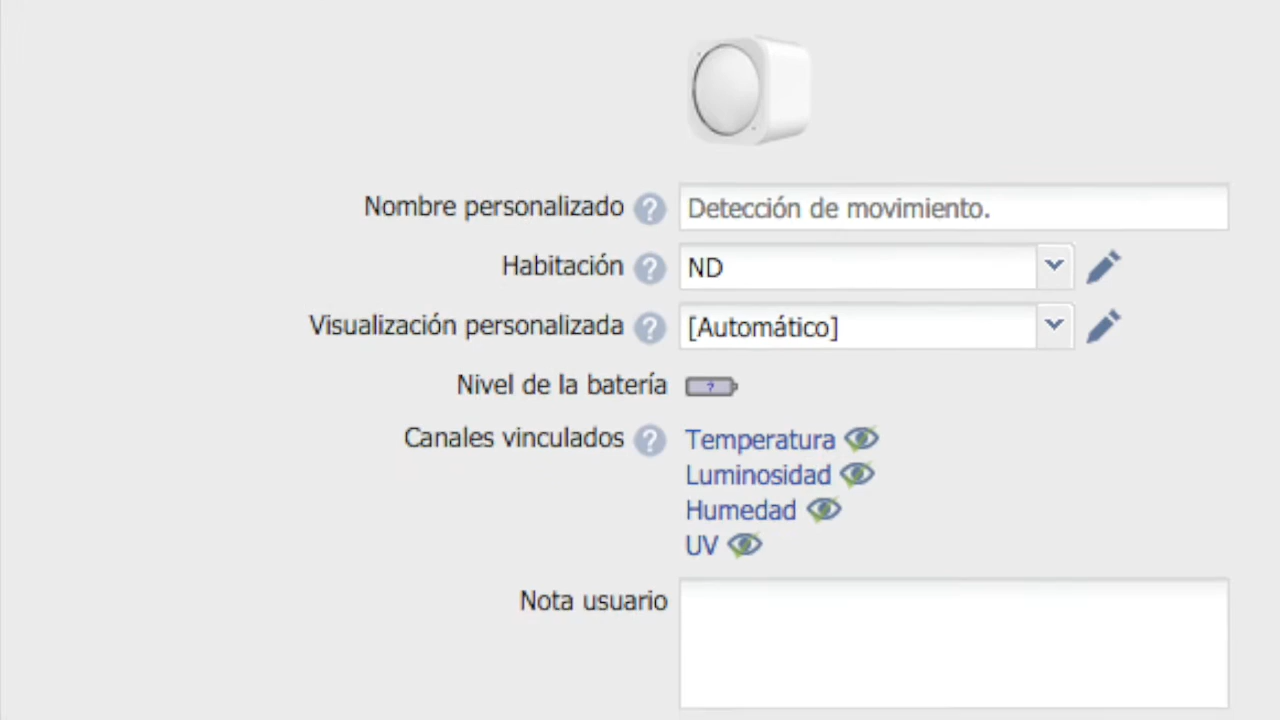 Nombre personalizado ? Detección de movimiento.
Habitación ? ND
Visualización personalizada ? [Automático]
Nivel de la batería ?
Canales vinculados ? Temperatura
Luminosidad
Humedad
UV
Nota usuario